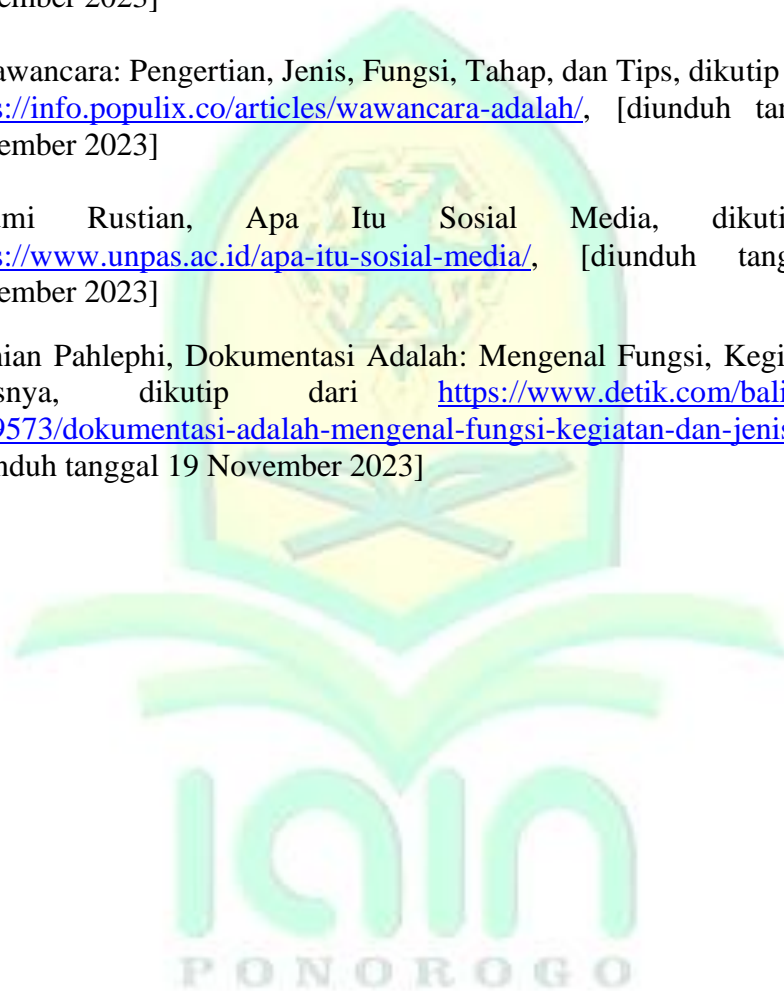 ember 2023]
awancara: Pengertian, Jenis, Fungsi, Tahap, dan Tips, dikutip
s://info.populix.co/articles/wawancara-adalah/, [diunduh tan
ember 2023]
mi Rustian, Apa Itu Sosial Media, dikuti
s://www.unpas.ac.id/apa-itu-sosial-media/, [diunduh tang
ember 2023]
nian Pahlephi, Dokumentasi Adalah: Mengenal Fungsi, Kegi
snya, dikutip dari https://www.detik.com/bali
9573/dokumentasi-adalah-mengenal-fungsi-kegiatan-dan-jenis
nduh tanggal 19 November 2023]
iain
PONOROGO